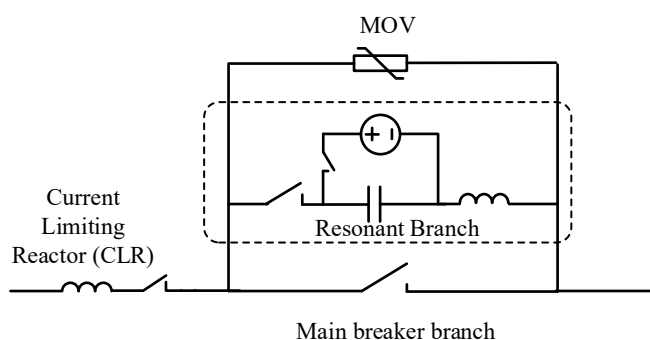 MOV
Current
Limiting
Reactor (CLR)
Resonant Branch
Main breaker branch